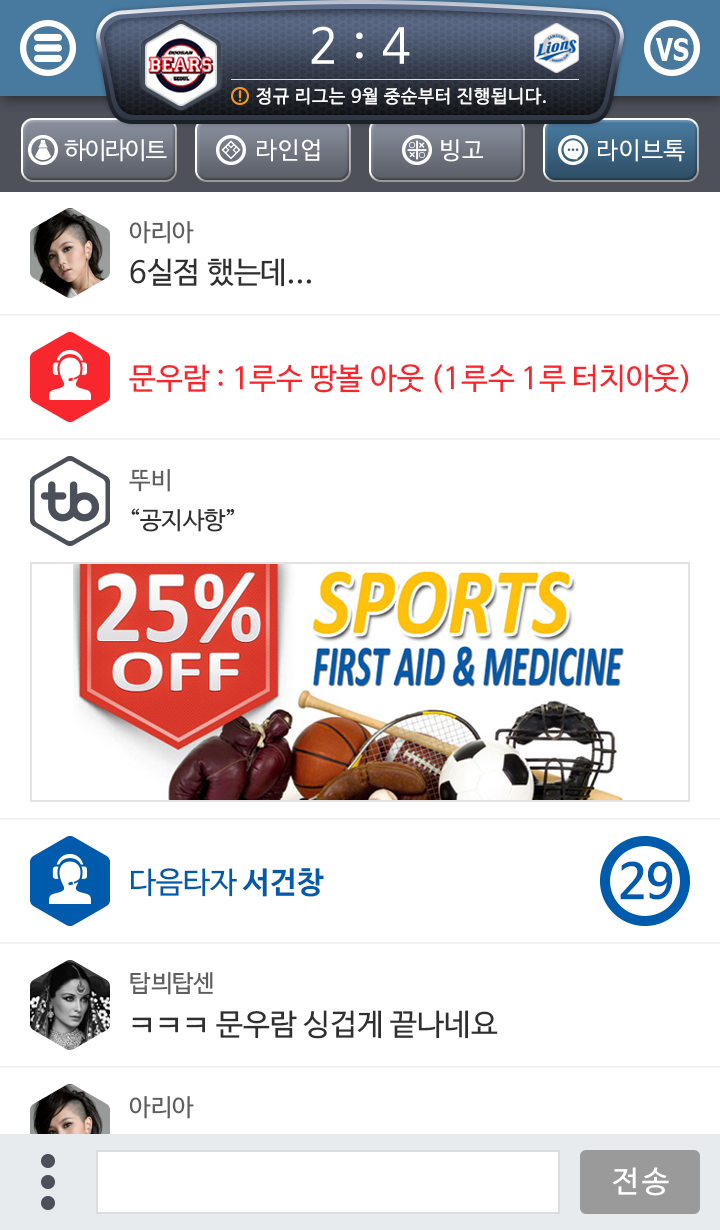 DOOSAN
BEARS
SEOUL
2 : 4
SAMSUNG
Lions
VS
정규 리그는 9월 중순부터 진행됩니다.
하이라이트
라인업
빙고
라이브톡
아리아
6실점 했는데...
문우람 : 1루수 땅볼 아웃 (1루수 1루 터치아웃)
tb
뚜비
“공지사항”
25%
OFF
SPORTS
FIRST AID & MEDICINE
다음타자 서건창
29
탑븨탑센
ㅋㅋㅋ 문우람 싱겁게 끝나네요
아리아
전송